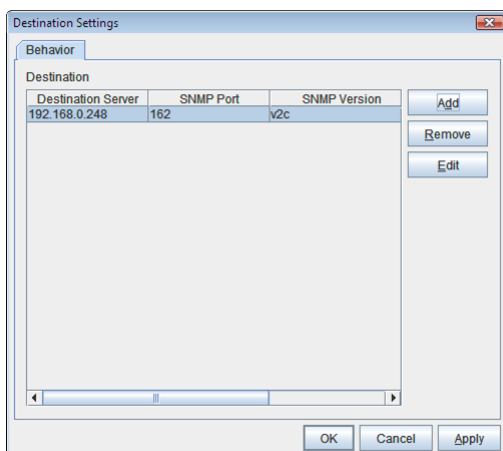 Destination Settings
Behavior
Destination
Destination Server SNMP Port SNMP Version
192.168.0.248 162 v2c
Add
Remove
Edit
OK Cancel Apply